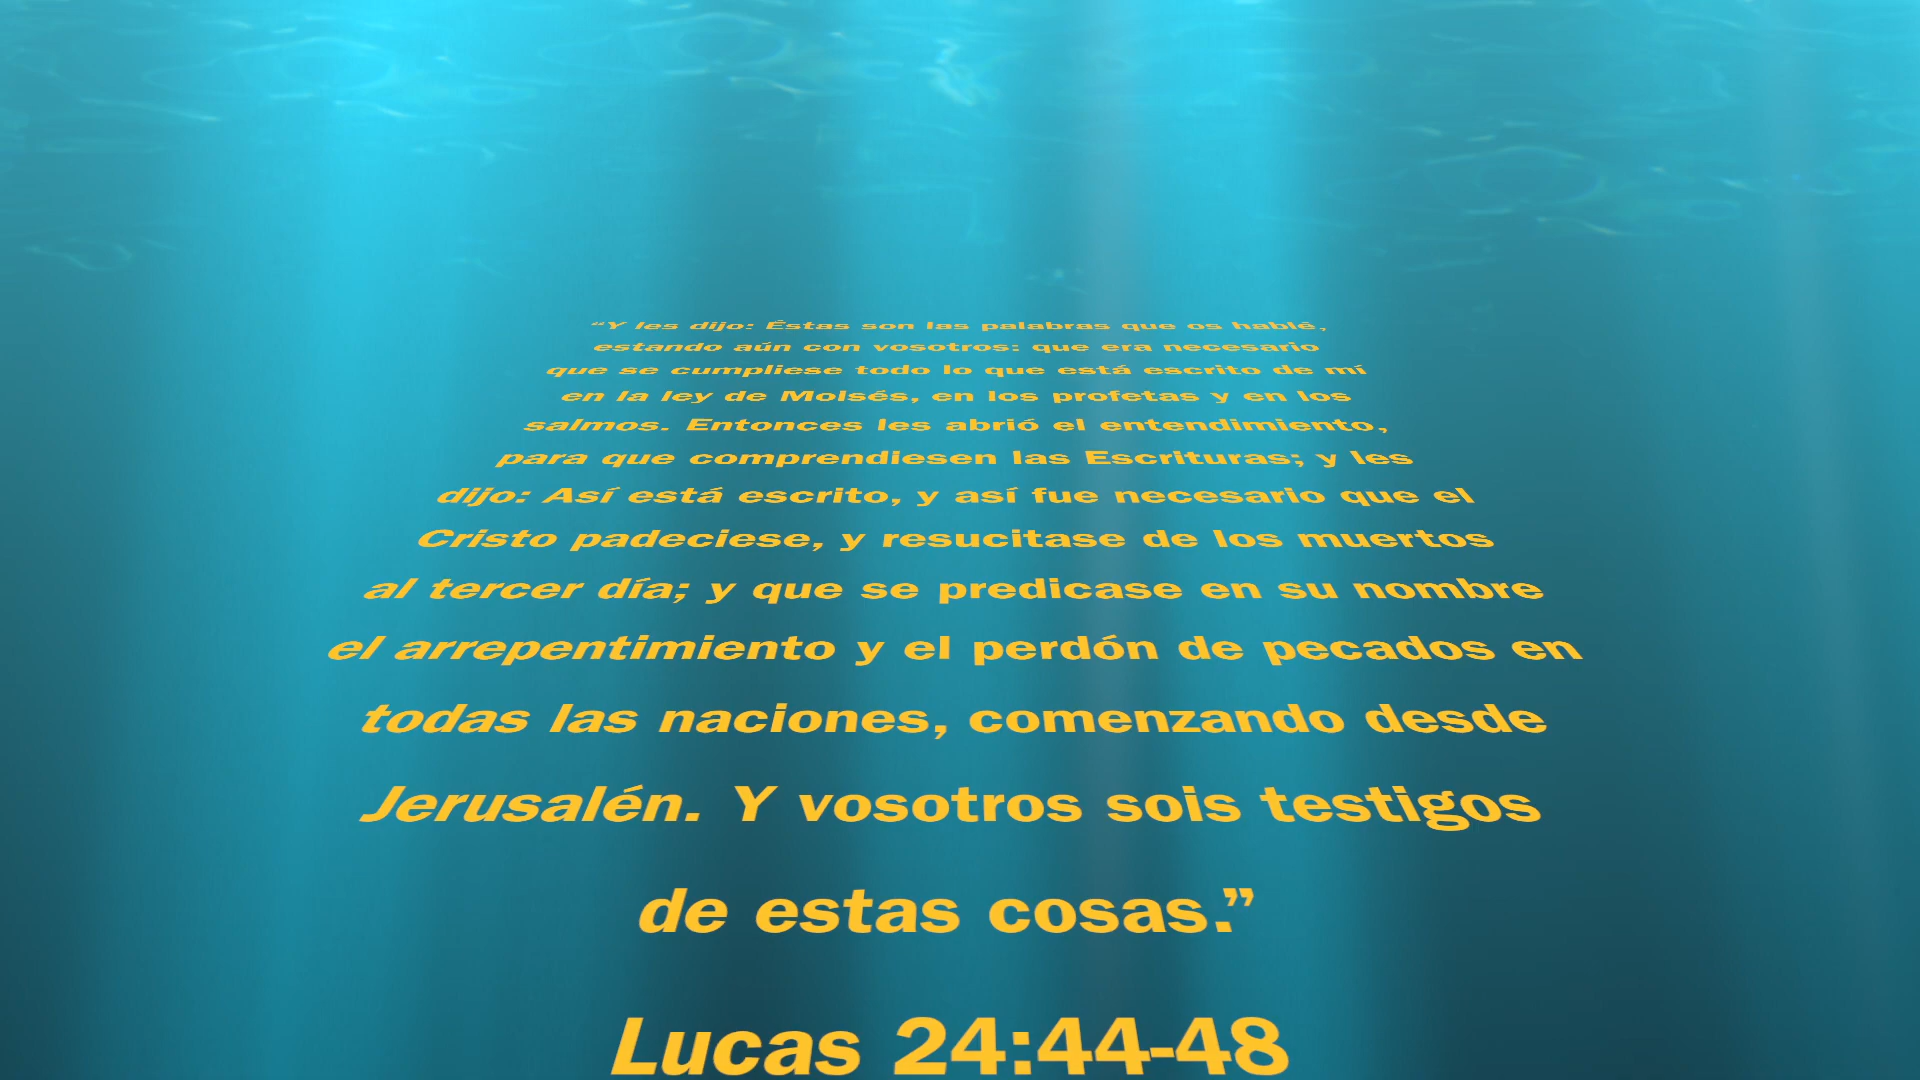 “Y les dijo: Éstas son las palabras que os hablé,
estando aún con vosotros: que era necesario
que se cumpliese todo lo que está escrito de mí
en la ley de Moisés, en los profetas y en los
salmos. Entonces les abrió el entendimiento,
para que comprendiesen las Escrituras; y les
dijo: Así está escrito, y así fue necesario que el
Cristo padeciese, y resucitase de los muertos
al tercer día; y que se predicase en su nombre
el arrepentimiento y el perdón de pecados en
todas las naciones, comenzando desde
Jerusalén. Y vosotros sois testigos
de estas cosas.”
Lucas 24:44-48